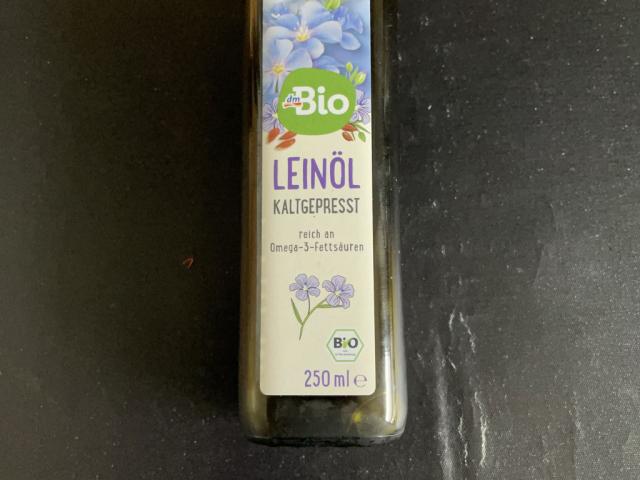 dm Bio
LEINÖL
KALTGEPRESST
reich an
Omega-3-Fettsäuren
BiO
250 ml ℮